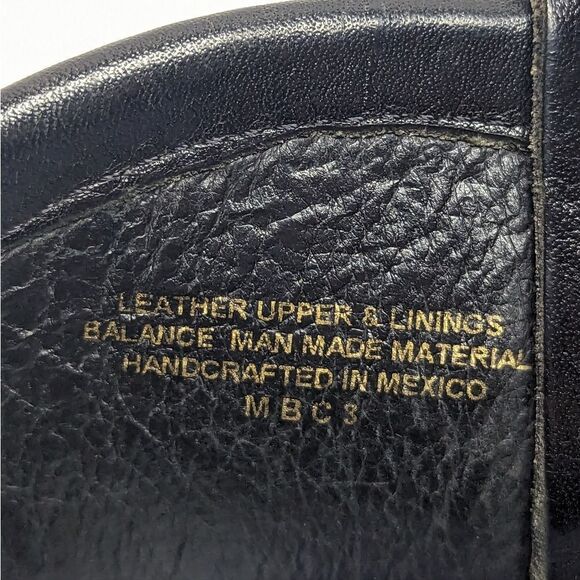 LEATHER UPPER & LININGS
BALANCE MAN MADE MATERIAL
HANDCRAFTED IN MEXICO
M B C 3